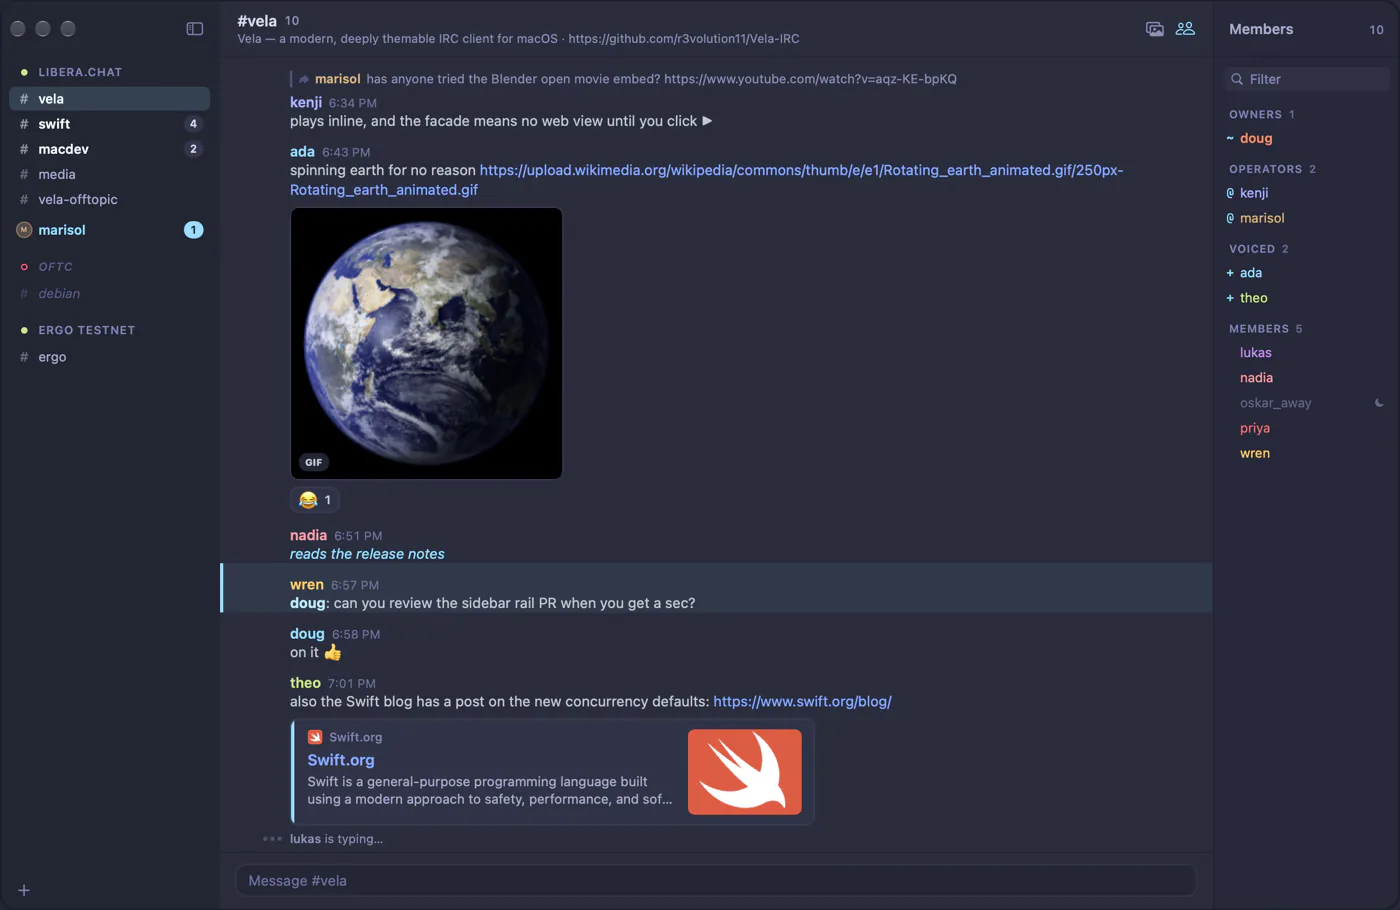 LIBERA.CHAT
# vela
# swift 4
# macdev 2
# media
# vela-offtopic
M marisol 1
OFTC
# debian
ERGO TESTNET
# ergo
+
#vela 10
Vela — a modern, deeply themable IRC client for macOS · https://github.com/r3volution11/Vela-IRC
marisol has anyone tried the Blender open movie embed? https://www.youtube.com/watch?v=aqz-KE-bpKQ
kenji 6:34 PM
plays inline, and the facade means no web view until you click ▶
ada 6:43 PM
spinning earth for no reason https://upload.wikimedia.org/wikipedia/commons/thumb/e/e1/Rotating_earth_animated.gif/250px-
Rotating_earth_animated.gif
GIF
😂 1
nadia 6:51 PM
reads the release notes
wren 6:57 PM
doug: can you review the sidebar rail PR when you get a sec?
doug 6:58 PM
on it 👍
theo 7:01 PM
also the Swift blog has a post on the new concurrency defaults: https://www.swift.org/blog/
Swift.org
Swift.org
Swift is a general-purpose programming language built
using a modern approach to safety, performance, and sof...
lukas is typing...
Message #vela
Members 10
Filter
OWNERS 1
~ doug
OPERATORS 2
@ kenji
@ marisol
VOICED 2
+ ada
+ theo
MEMBERS 5
lukas
nadia
oskar_away
priya
wren